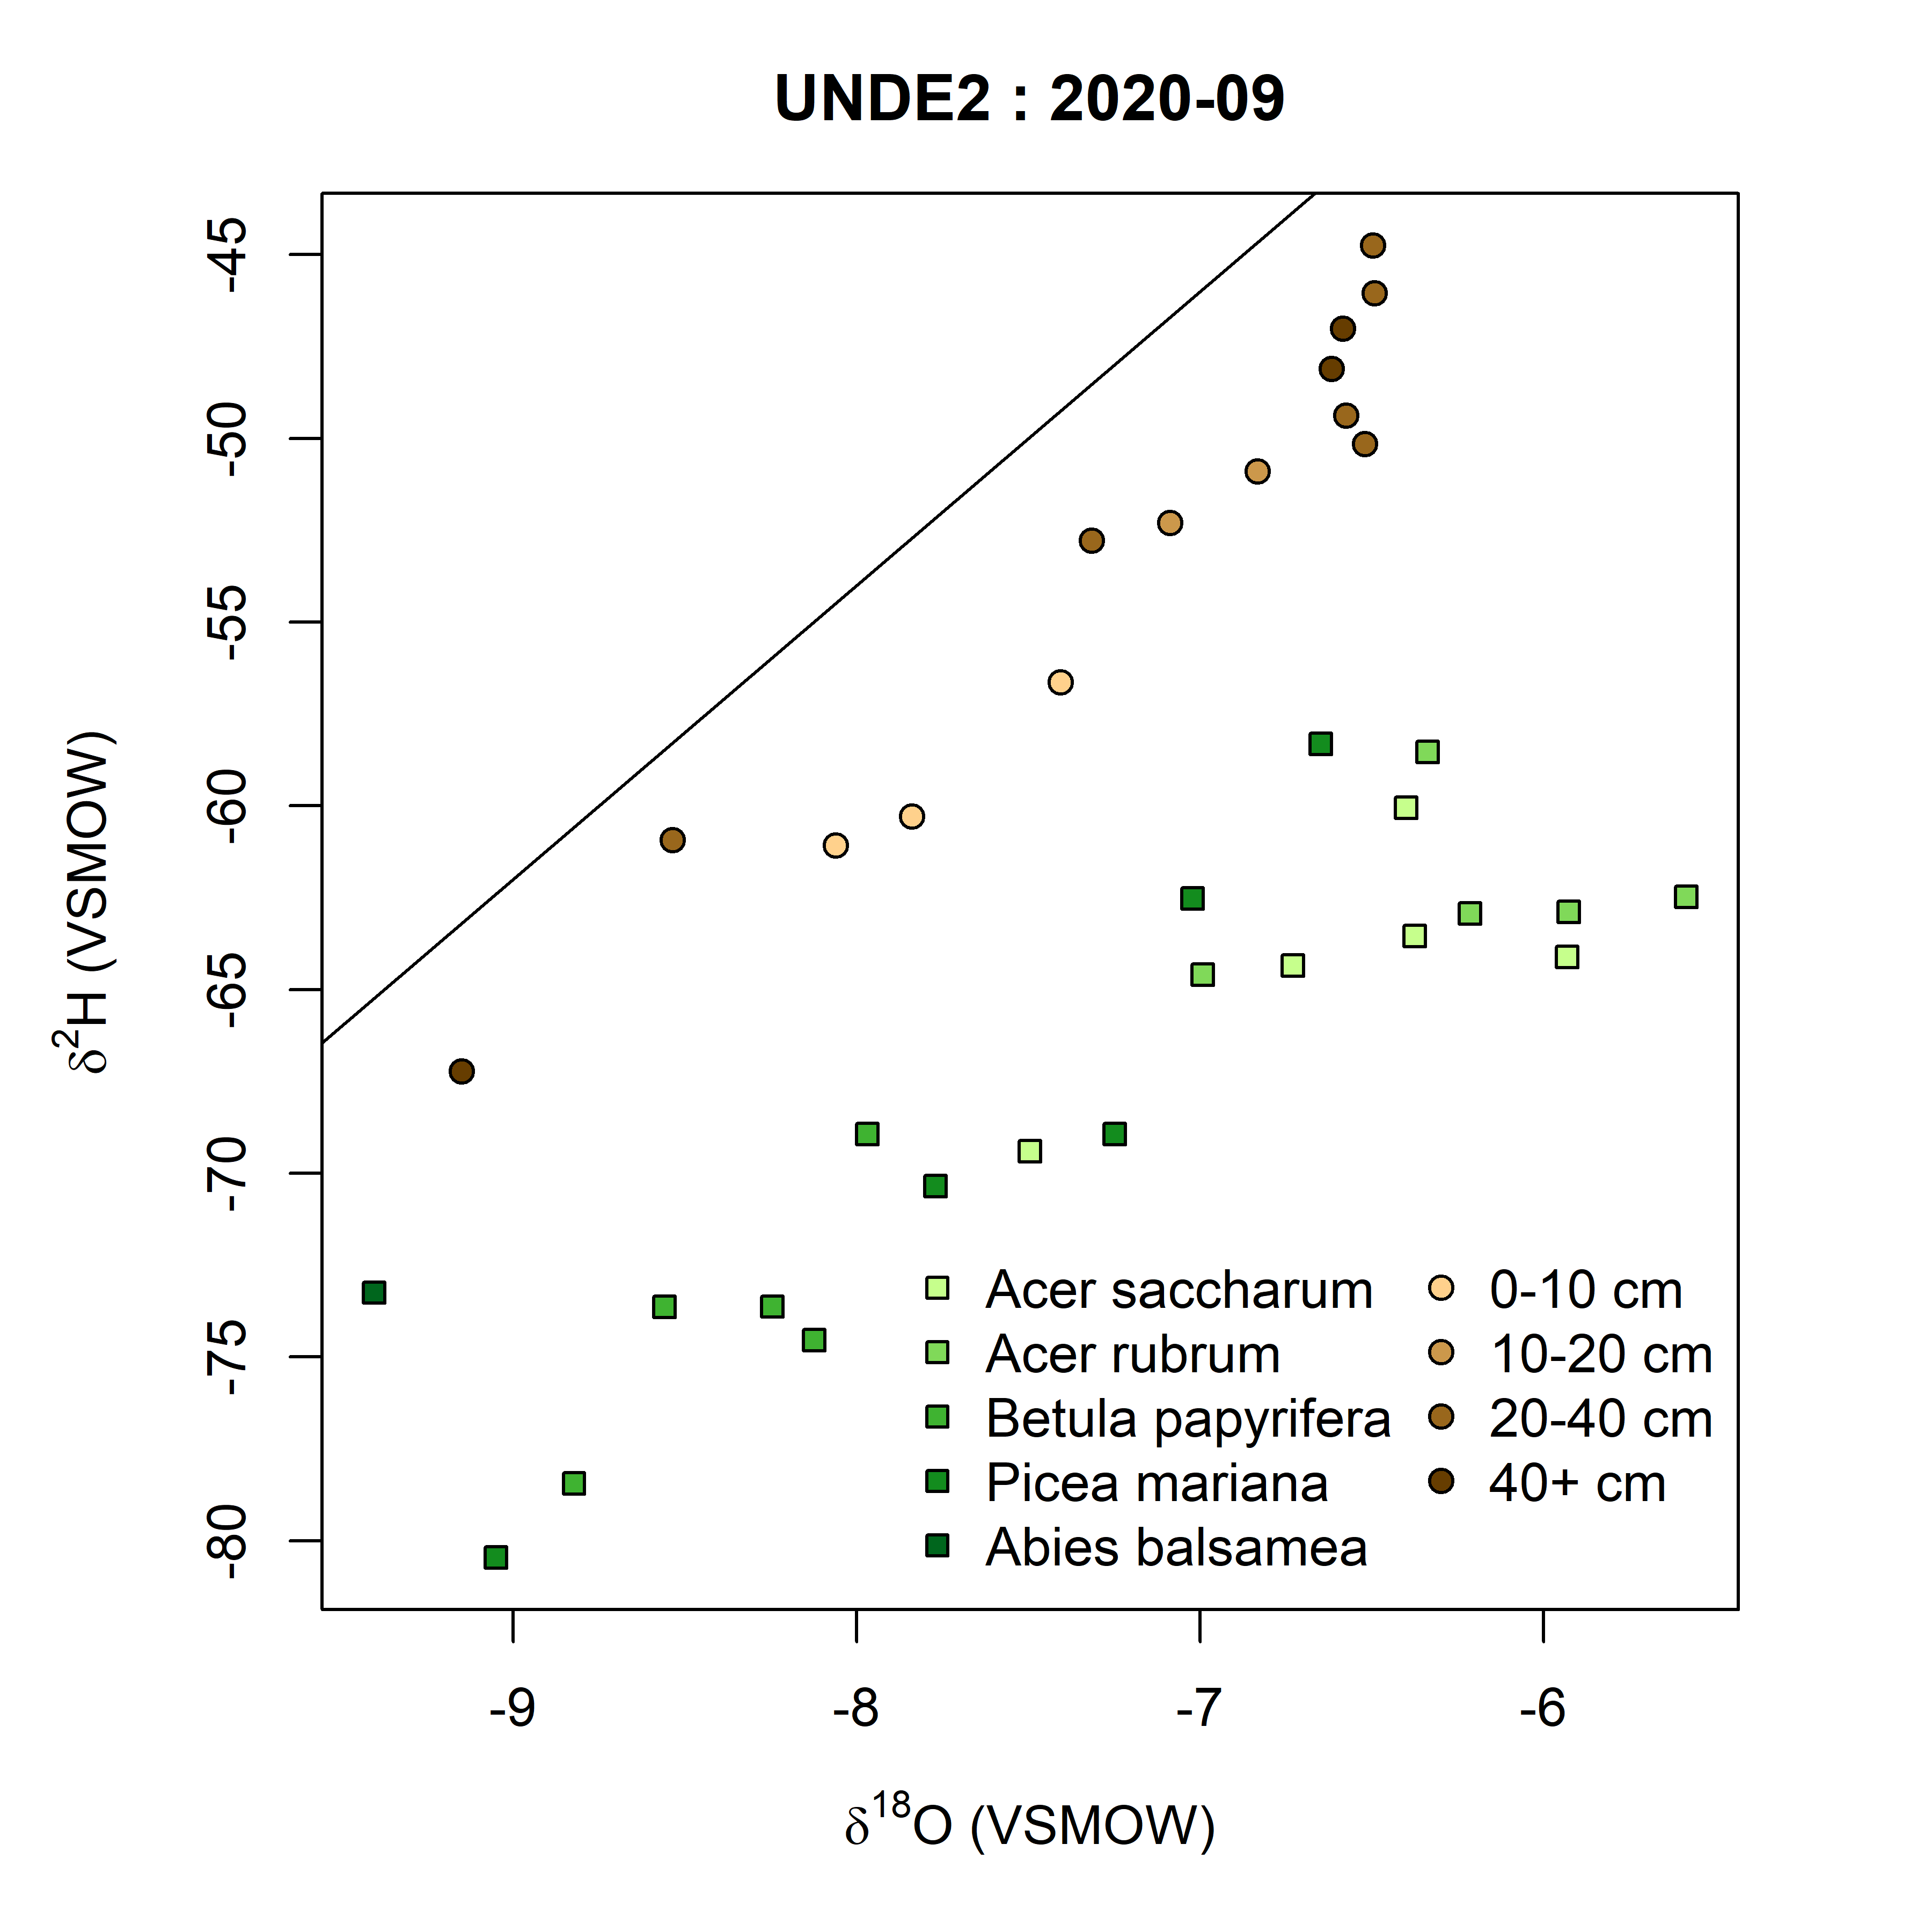 UNDE2 : 2020-09
-45
-50
-55
-60
-65
-70
-75
-80
δ²H (VSMOW)
Acer saccharum
Acer rubrum
Betula papyrifera
Picea mariana
Abies balsamea
0-10 cm
10-20 cm
20-40 cm
40+ cm
-9 -8 -7 -6
δ¹⁸O (VSMOW)